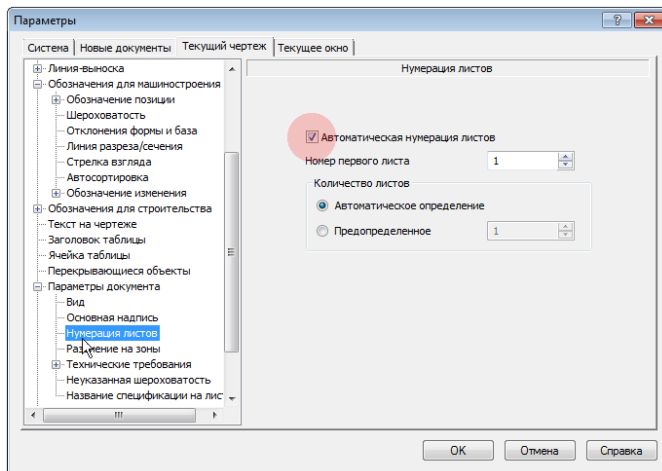 Параметры
Система
Новые документы
Текущий чертеж
Текущее окно
Линия-выноска
Обозначения для машиностроения
Обозначение позиции
Шероховатость
Отклонения формы и база
Линия разреза/сечения
Стрелка взгляда
Автосортировка
Обозначение изменения
Обозначения для строительства
Текст на чертеже
Заголовок таблицы
Ячейка таблицы
Перекрывающиеся объекты
Параметры документа
Вид
Основная надпись
Нумерация листов
на зоны
Технические требования
Неуказанная шероховатость
Название спецификации на
Нумерация листов
Автоматическая нумерация листов
Номер первого листа 1
Количество листов
Автоматическое определение
Предопределенное 1
OK
Отмена
Справка